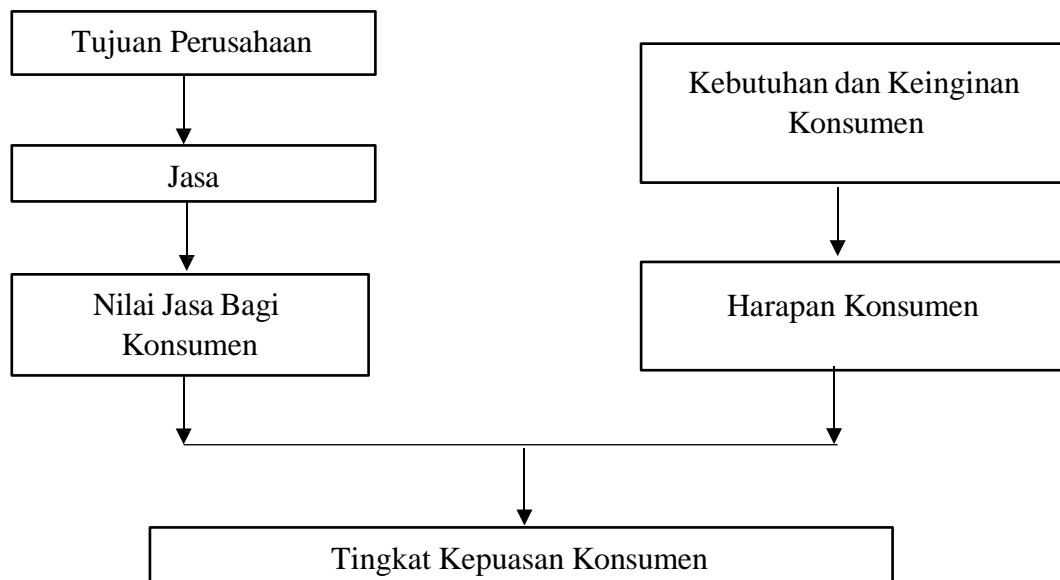 Tujuan Perusahaan
Jasa
Nilai Jasa Bagi
Konsumen
Kebutuhan dan Keinginan
Konsumen
Harapan Konsumen
Tingkat Kepuasan Konsumen